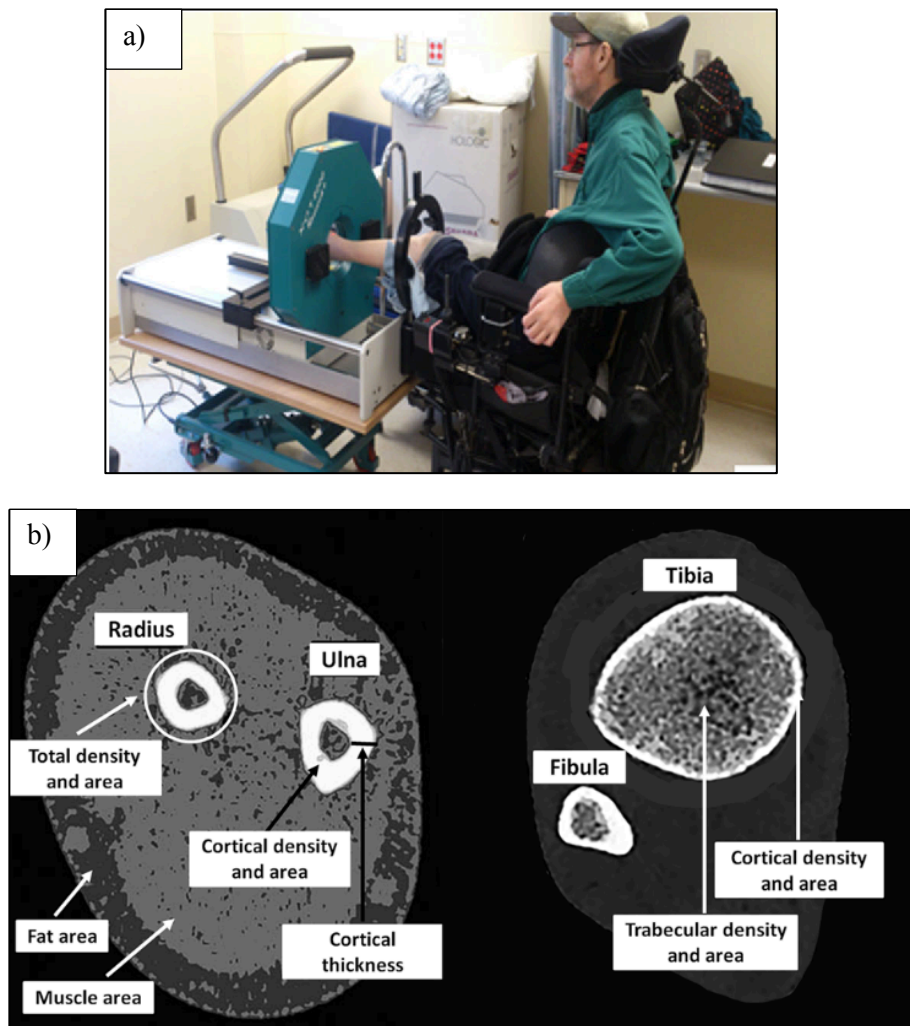 a)
HOLOGIC
b)
Radius
Ulna
Total density
and area
Cortical density
and area
Fat area
Cortical
thickness
Muscle area
Tibia
Fibula
Cortical density
and area
Trabecular density
and area